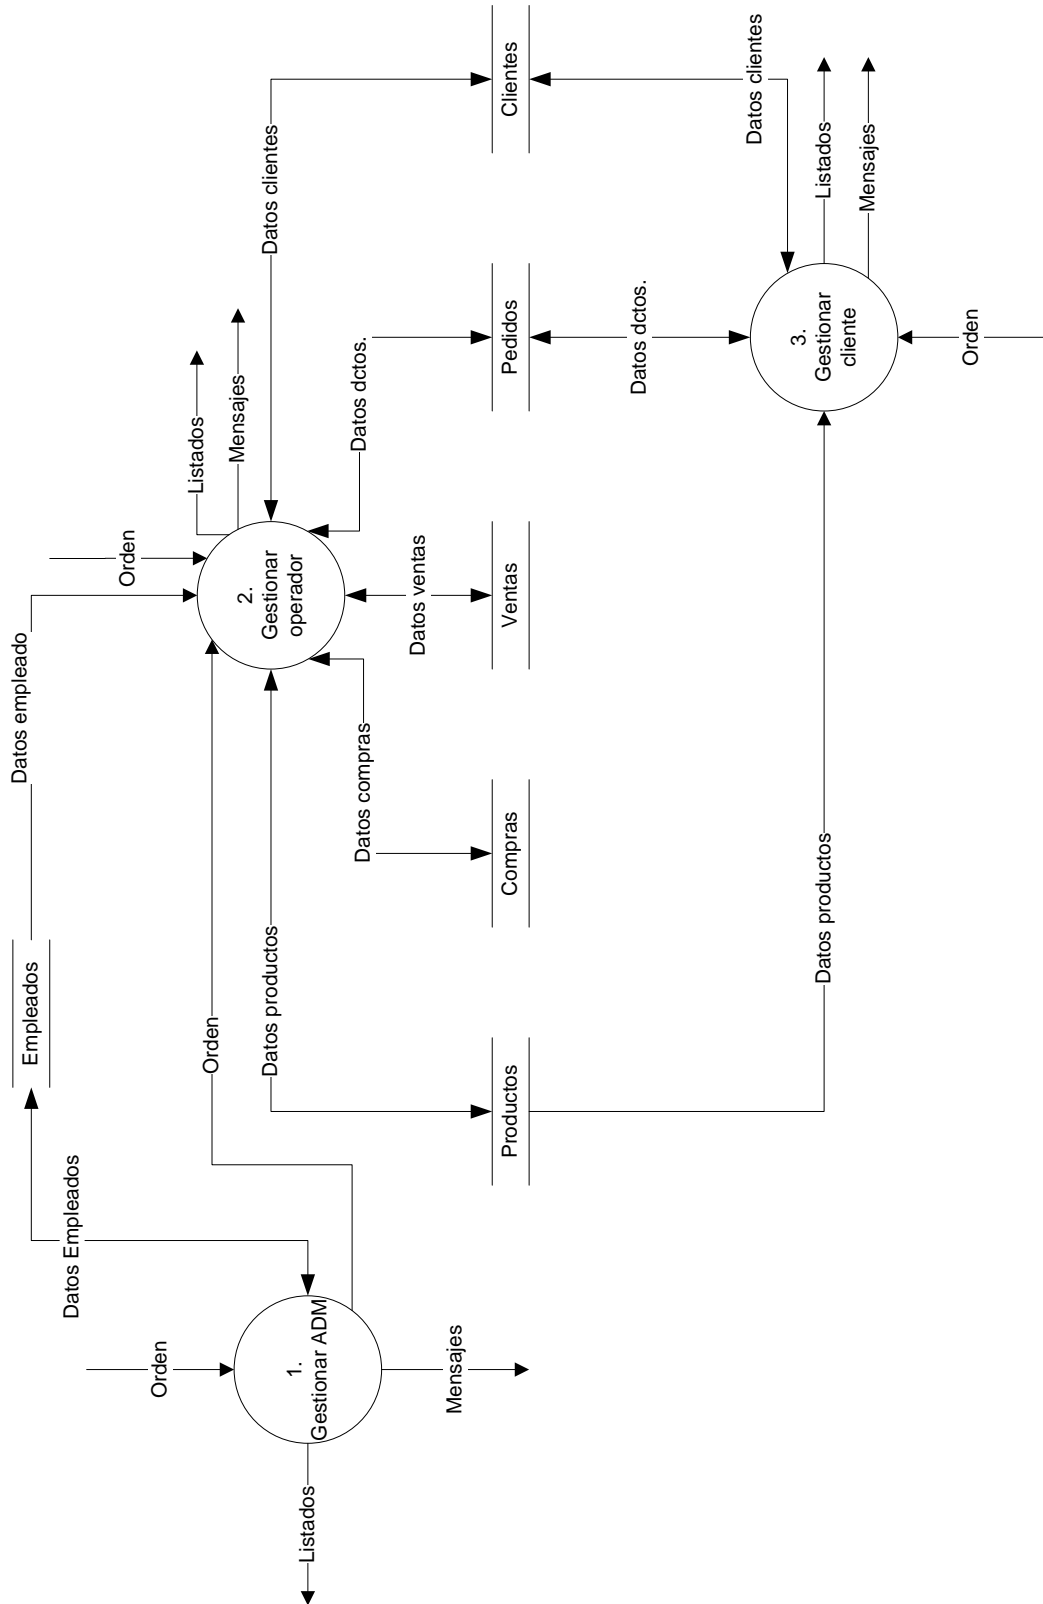 Listados
Orden
1.
Gestionar ADM
Mensajes
Datos Empleados
Empleados
Datos empleado
Orden
Orden
Datos productos
Productos
Datos compras
Compras
2.
Gestionar
operador
Datos ventas
Ventas
Listados
Mensajes
Datos dctos.
Pedidos
Datos clientes
Clientes
Datos productos
Datos dctos.
Datos clientes
3.
Gestionar
cliente
Orden
Listados
Mensajes